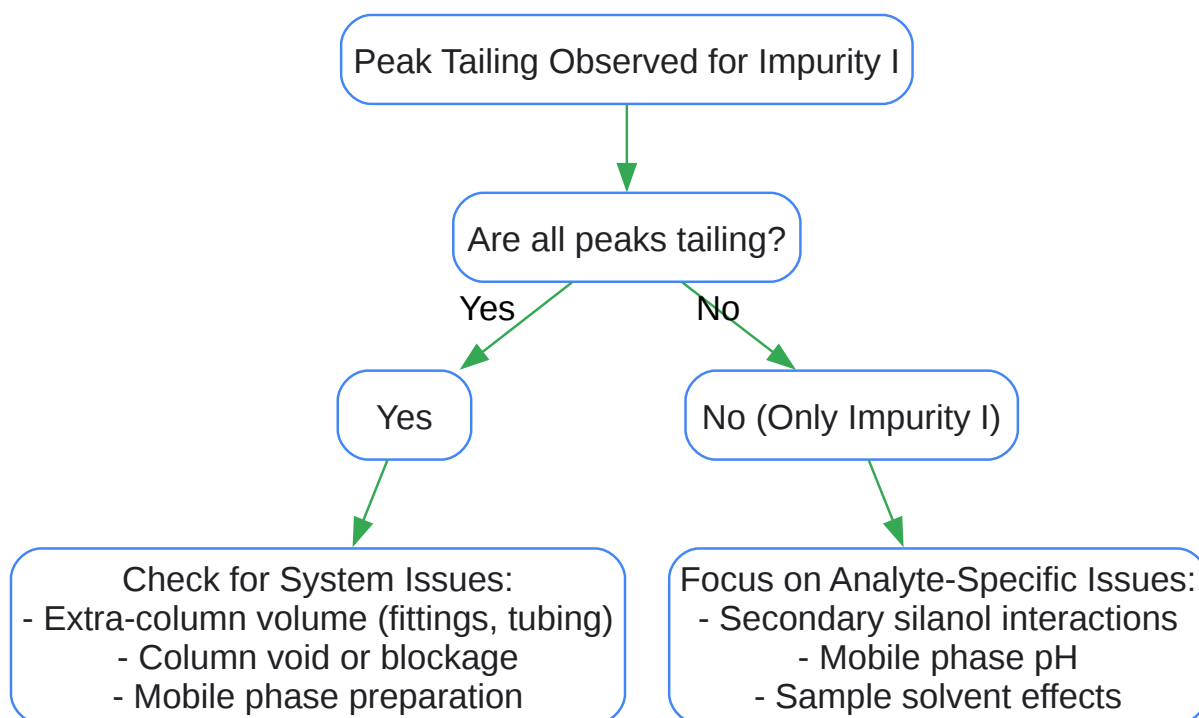 Peak Tailing Observed for Impurity I
Are all peaks tailing?
Yes
No
Yes
No (Only Impurity I)
Check for System Issues:
- Extra-column volume (fittings, tubing)
- Column void or blockage
- Mobile phase preparation
Focus on Analyte-Specific Issues:
- Secondary silanol interactions
- Mobile phase pH
- Sample solvent effects